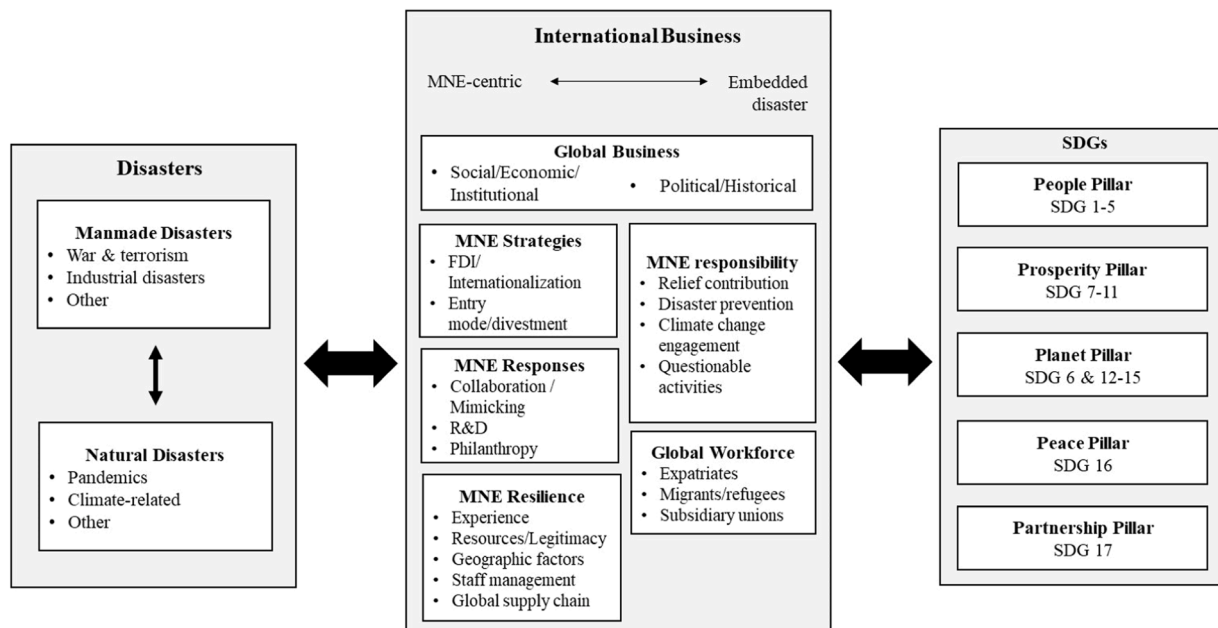 Disasters
Manmade Disasters
• War & terrorism
• Industrial disasters
• Other
Natural Disasters
• Pandemics
• Climate-related
• Other
International Business
MNE-centric
Embedded
disaster
Global Business
• Social/Economic/
Institutional
• Political/Historical
MNE Strategies
• FDI/
Internationalization
• Entry
mode/divestment
MNE Responses
• Collaboration /
Mimicking
• R&D
• Philanthropy
MNE Resilience
• Experience
• Resources/Legitimacy
• Geographic factors
• Staff management
• Global supply chain
MNE responsibility
• Relief contribution
• Disaster prevention
• Climate change
engagement
• Questionable
activities
Global Workforce
• Expatriates
• Migrants/refugees
• Subsidiary unions
SDGs
People Pillar
SDG 1-5
Prosperity Pillar
SDG 7-11
Planet Pillar
SDG 6 & 12-15
Peace Pillar
SDG 16
Partnership Pillar
SDG 17